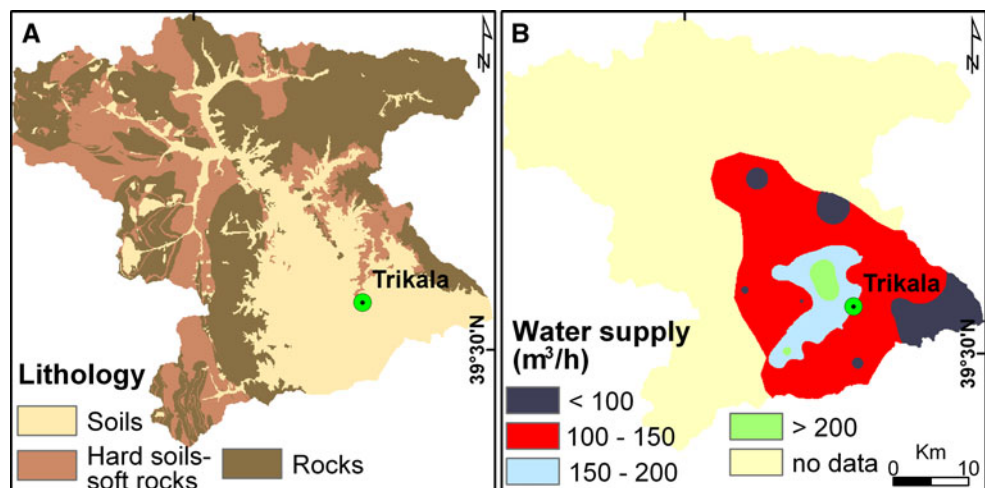 A
N
Trikala
39°30'N
Lithology
Soils
Hard soils-
soft rocks
Rocks
B
N
Trikala
39°30'N
Water supply
(m³/h)
< 100
100 - 150
150 - 200
> 200
no data
Km
0 10